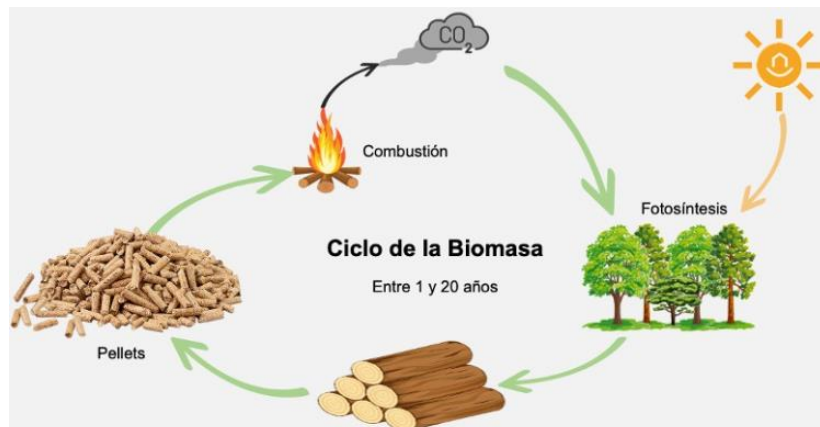 CO2
Combustión
Fotosíntesis
Ciclo de la Biomasa
Entre 1 y 20 años
Pellets